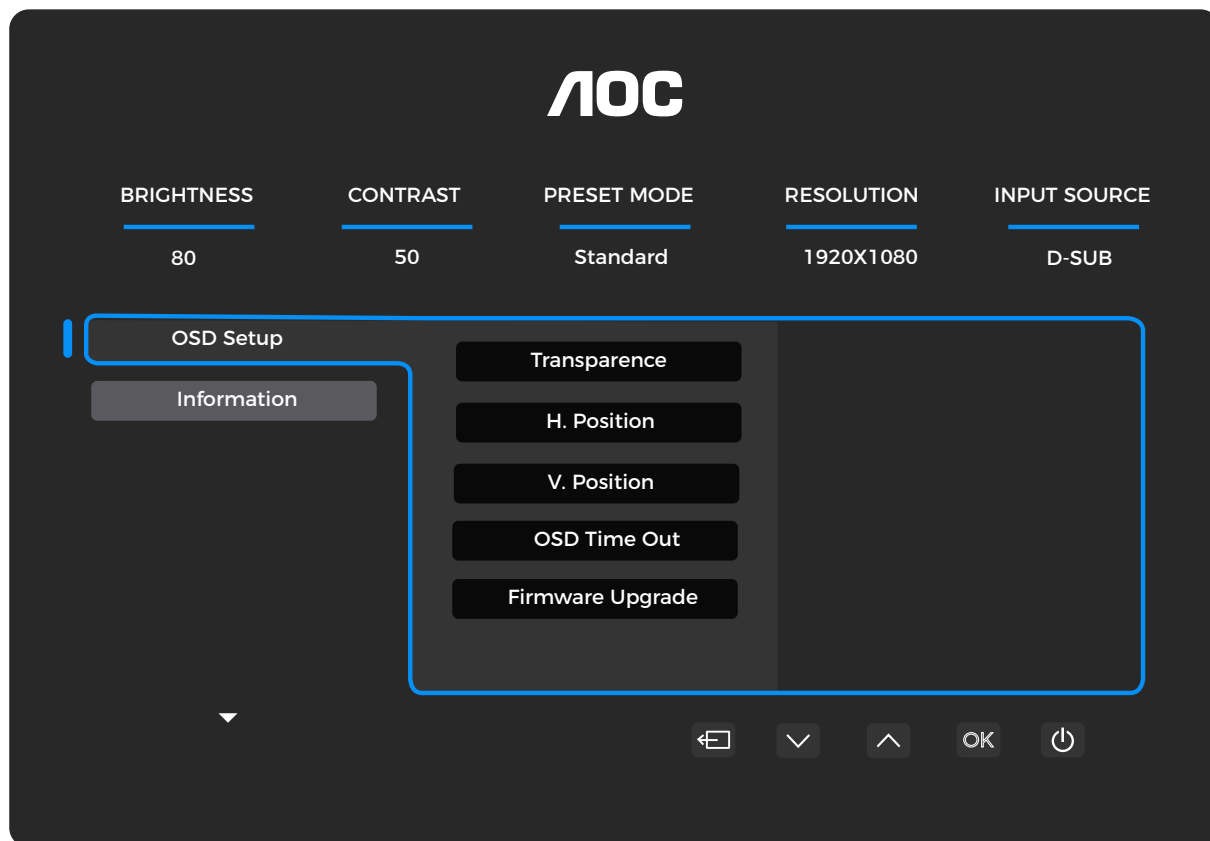 AOC
BRIGHTNESS CONTRAST PRESET MODE RESOLUTION INPUT SOURCE
80 50 Standard 1920X1080 D-SUB
OSD Setup
Information
Transparence
H. Position
V. Position
OSD Time Out
Firmware Upgrade
OK